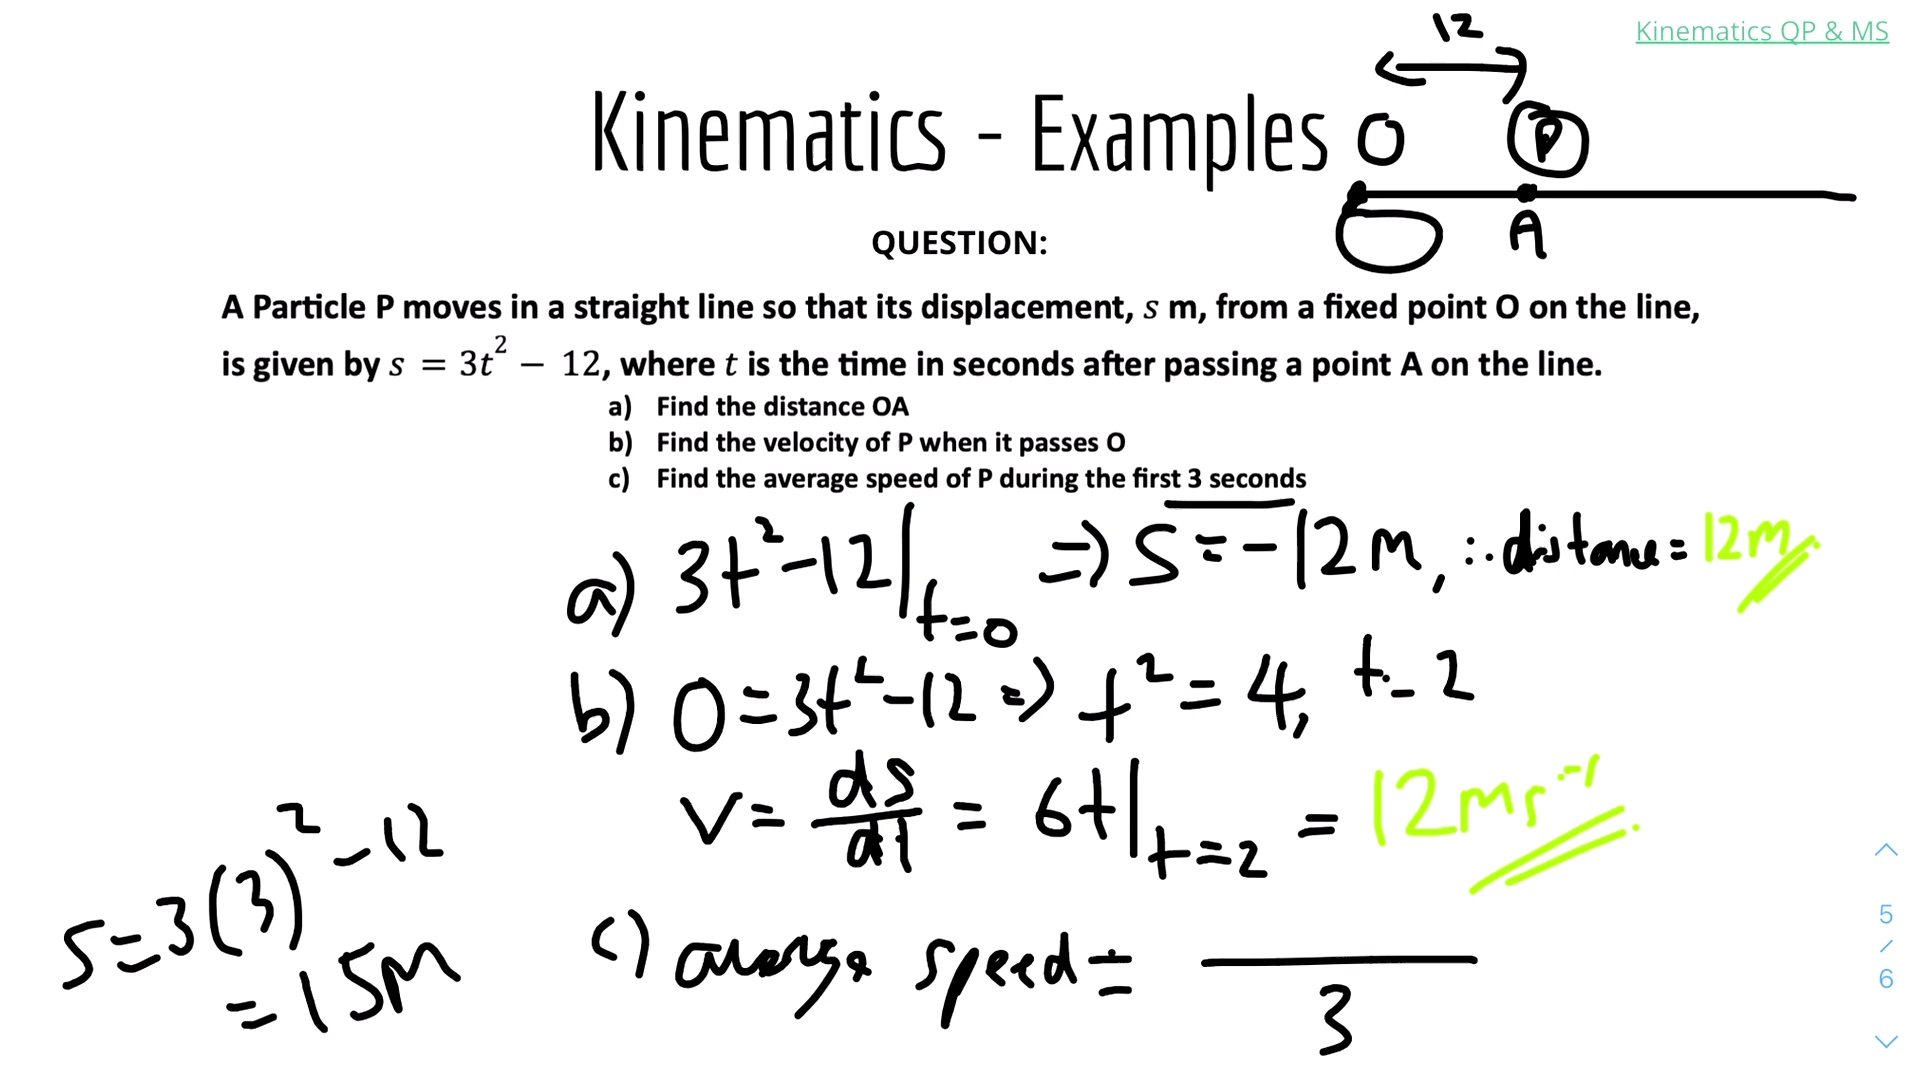 Kinematics QP & MS
12
Kinematics - Examples
O P
A
QUESTION:
A Particle P moves in a straight line so that its displacement, s m, from a fixed point O on the line,
is given by s = 3t² − 12, where t is the time in seconds after passing a point A on the line.
a) Find the distance OA
b) Find the velocity of P when it passes O
c) Find the average speed of P during the first 3 seconds
a) 3t²-12|t=0 => S = -12m, ∴ distance = 12m
b) 0=3t²-12 => t² = 4, t = 2
v = ds/dt = 6t|t=2 = 12ms⁻¹
s=3(3)²-12
=15m
c) average speed = ‾/3
5
/
6